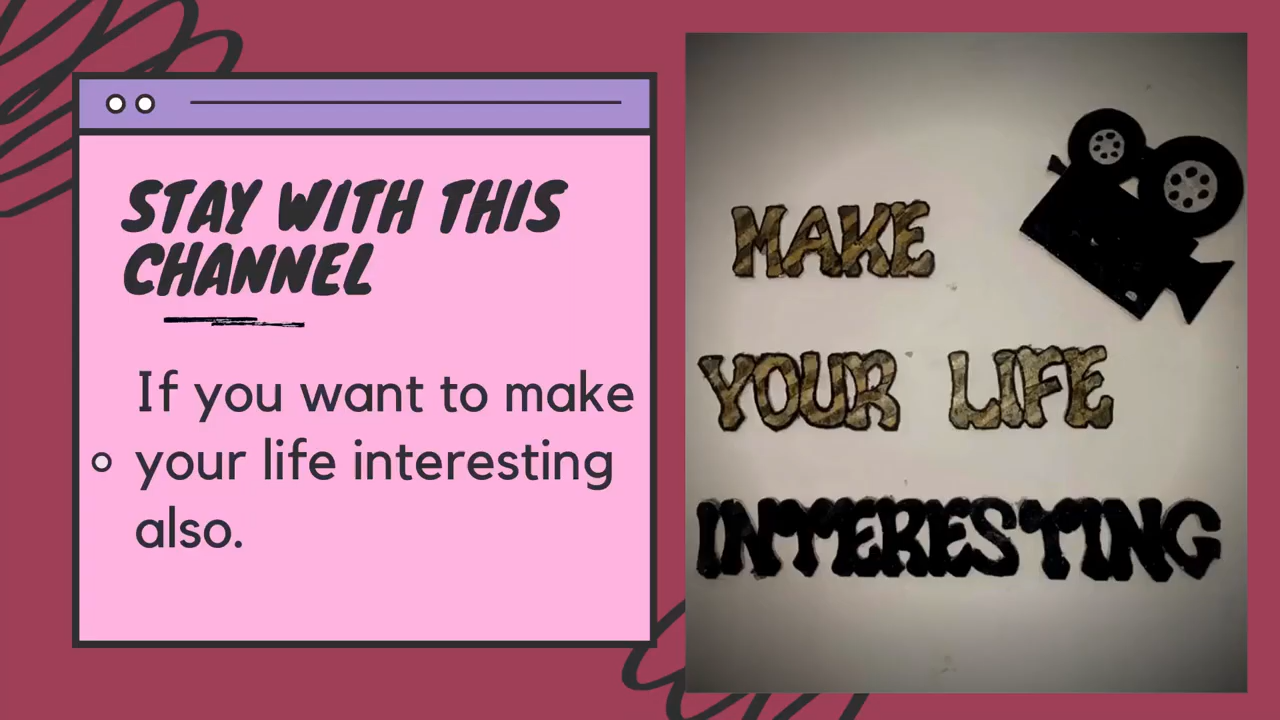 STAY WITH THIS
CHANNEL
If you want to make
your life interesting
also.
MAKE
YOUR LIFE
INTERESTING